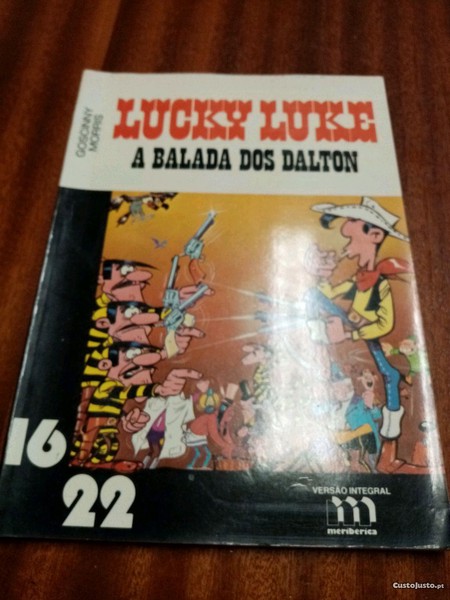 GOSCINNY
MORRIS
LUCKY LUKE
A BALADA DOS DALTON
16
22
VERSÃO INTEGRAL
m
meribérica
CustoJusto.pt